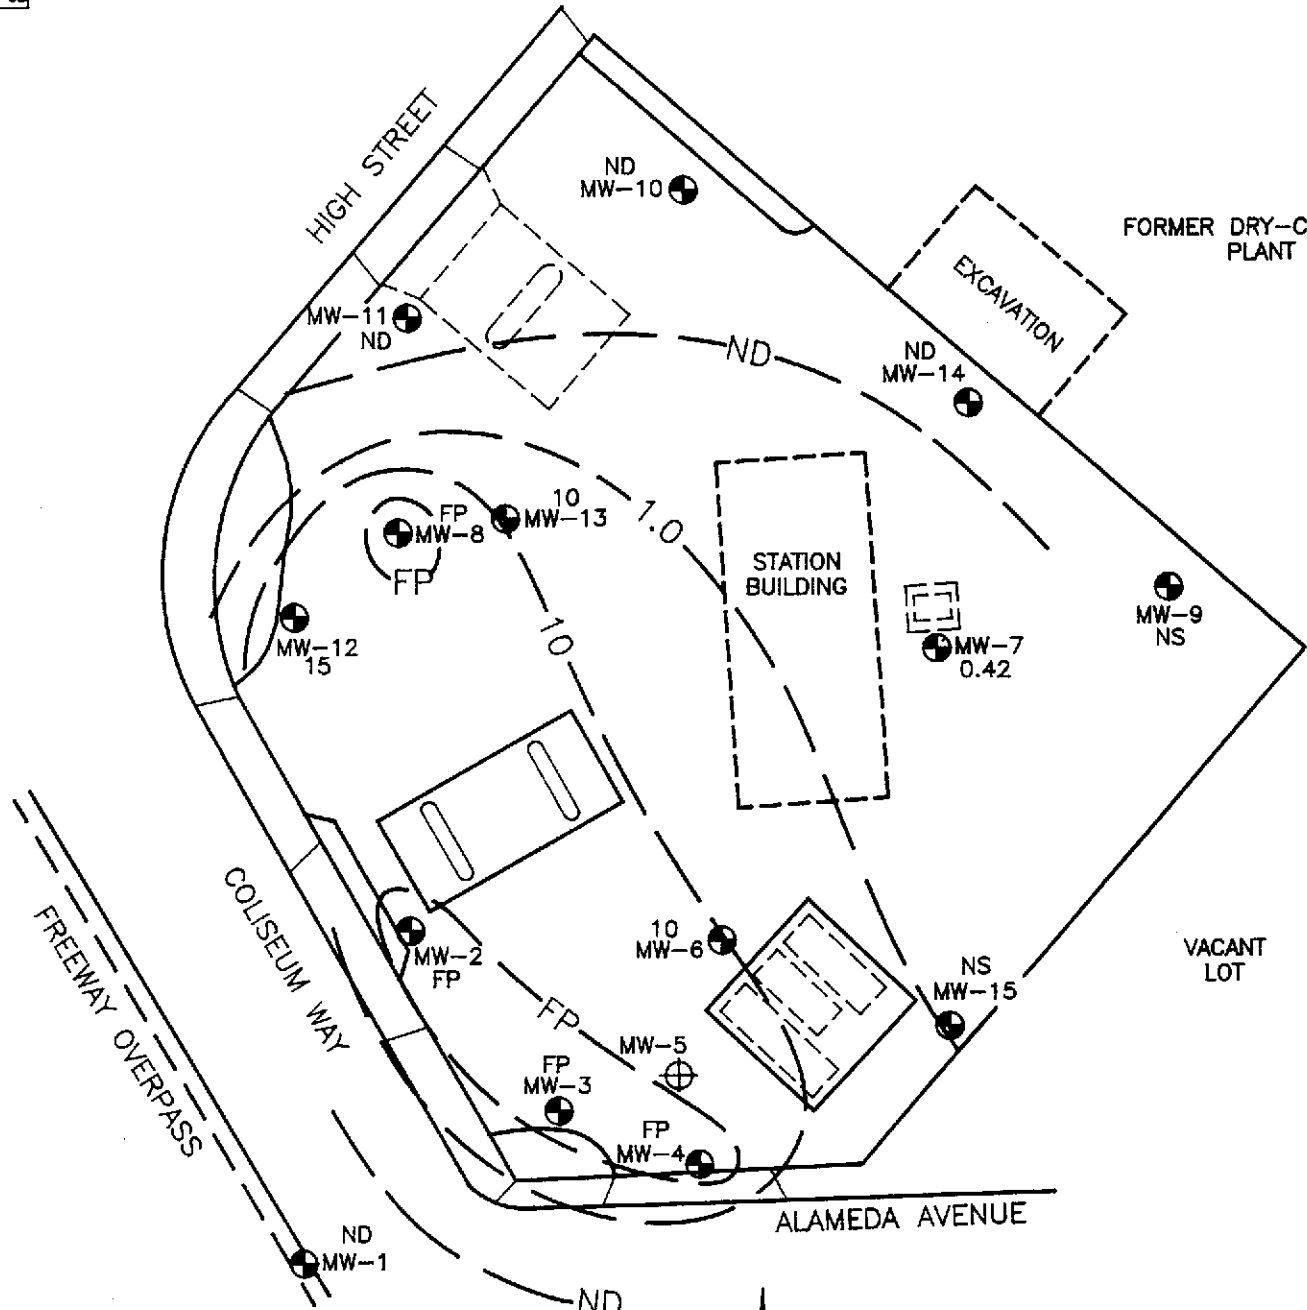 HIGH STREET
ND
MW-10
FORMER DRY-C
PLANT
EXCAVATION
MW-11
ND
ND
ND
MW-14
FP
MW-8
FP
10
MW-13
1.0
STATION
BUILDING
MW-9
NS
MW-12
15
10
MW-7
0.42
COLISEUM WAY
FREEWAY OVERPASS
MW-2
FP
10
MW-6
NS
MW-15
VACANT
LOT
FP
MW-5
FP
MW-3
FP
MW-4
ALAMEDA AVENUE
ND
MW-1
ND